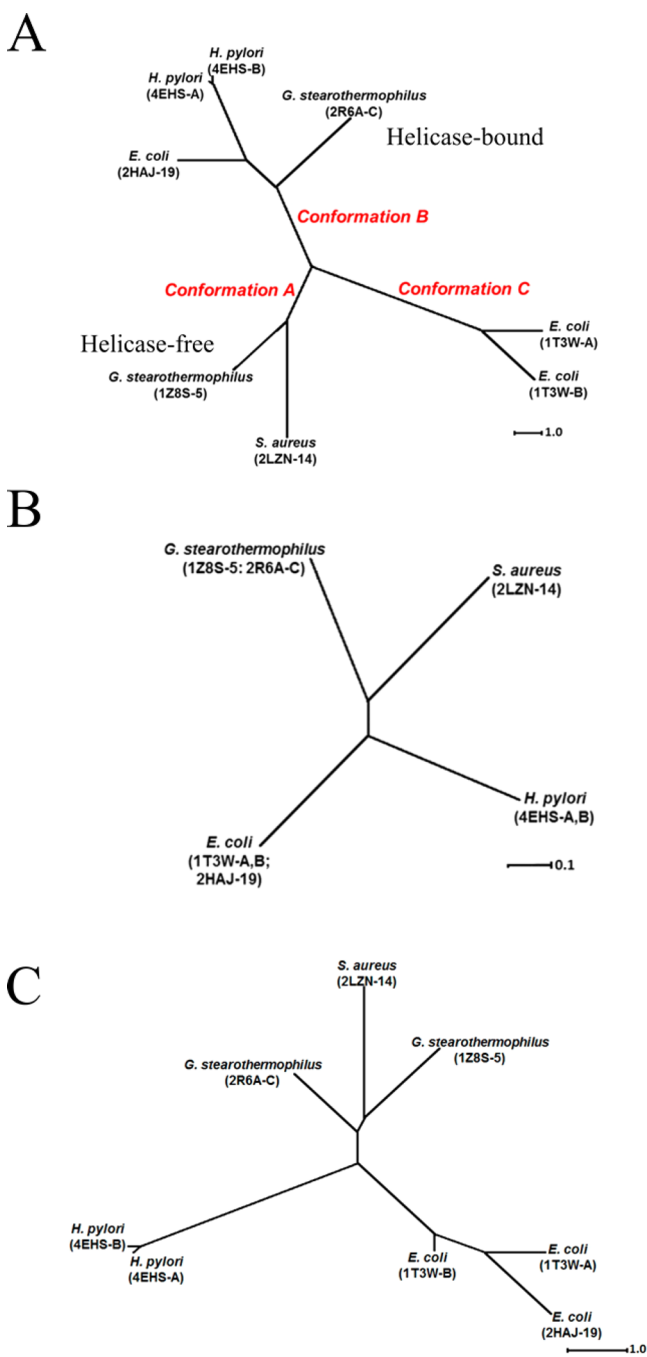 A
H. pylori
(4EHS-B)
H. pylori
(4EHS-A)
G. stearothermophilus
(2R6A-C)
Helicase-bound
E. coli
(2HAJ-19)
Conformation B
Conformation A
Conformation C
Helicase-free
G. stearothermophilus
(1Z8S-5)
E. coli
(1T3W-A)
E. coli
(1T3W-B)
1.0
S. aureus
(2LZN-14)
B
G. stearothermophilus
(1Z8S-5: 2R6A-C)
S. aureus
(2LZN-14)
H. pylori
(4EHS-A,B)
E. coli
(1T3W-A,B;
2HAJ-19)
0.1
C
S. aureus
(2LZN-14)
G. stearothermophilus
(1Z8S-5)
G. stearothermophilus
(2R6A-C)
H. pylori
(4EHS-B)
H. pylori
(4EHS-A)
E. coli
(1T3W-B)
E. coli
(1T3W-A)
E. coli
(2HAJ-19)
1.0